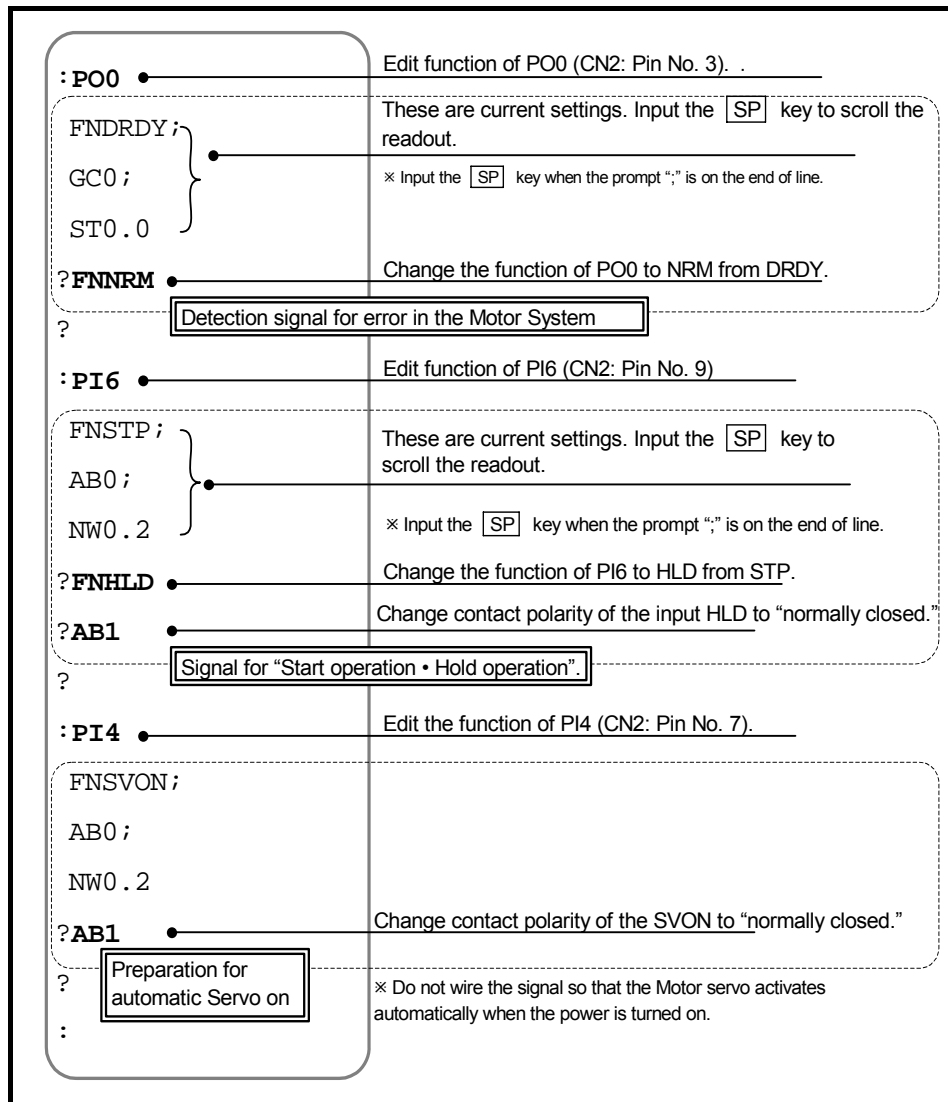 :PO0
Edit function of PO0 (CN2: Pin No. 3). .
FNDRDY;
GC0;
ST0.0
These are current settings. Input the SP key to scroll the
readout.
※ Input the SP key when the prompt “;” is on the end of line.
?FNNRM
Change the function of PO0 to NRM from DRDY.
Detection signal for error in the Motor System
?
:PI6
Edit function of PI6 (CN2: Pin No. 9)
FNSTP;
AB0;
NW0.2
These are current settings. Input the SP key to
scroll the readout.
※ Input the SP key when the prompt “;” is on the end of line.
?FNHLD
Change the function of PI6 to HLD from STP.
?AB1
Change contact polarity of the input HLD to “normally closed.”
Signal for “Start operation • Hold operation”.
?
:PI4
Edit the function of PI4 (CN2: Pin No. 7).
FNSVON;
AB0;
NW0.2
?AB1
Change contact polarity of the SVON to “normally closed.”
Preparation for
automatic Servo on
?
※ Do not wire the signal so that the Motor servo activates
automatically when the power is turned on.
: